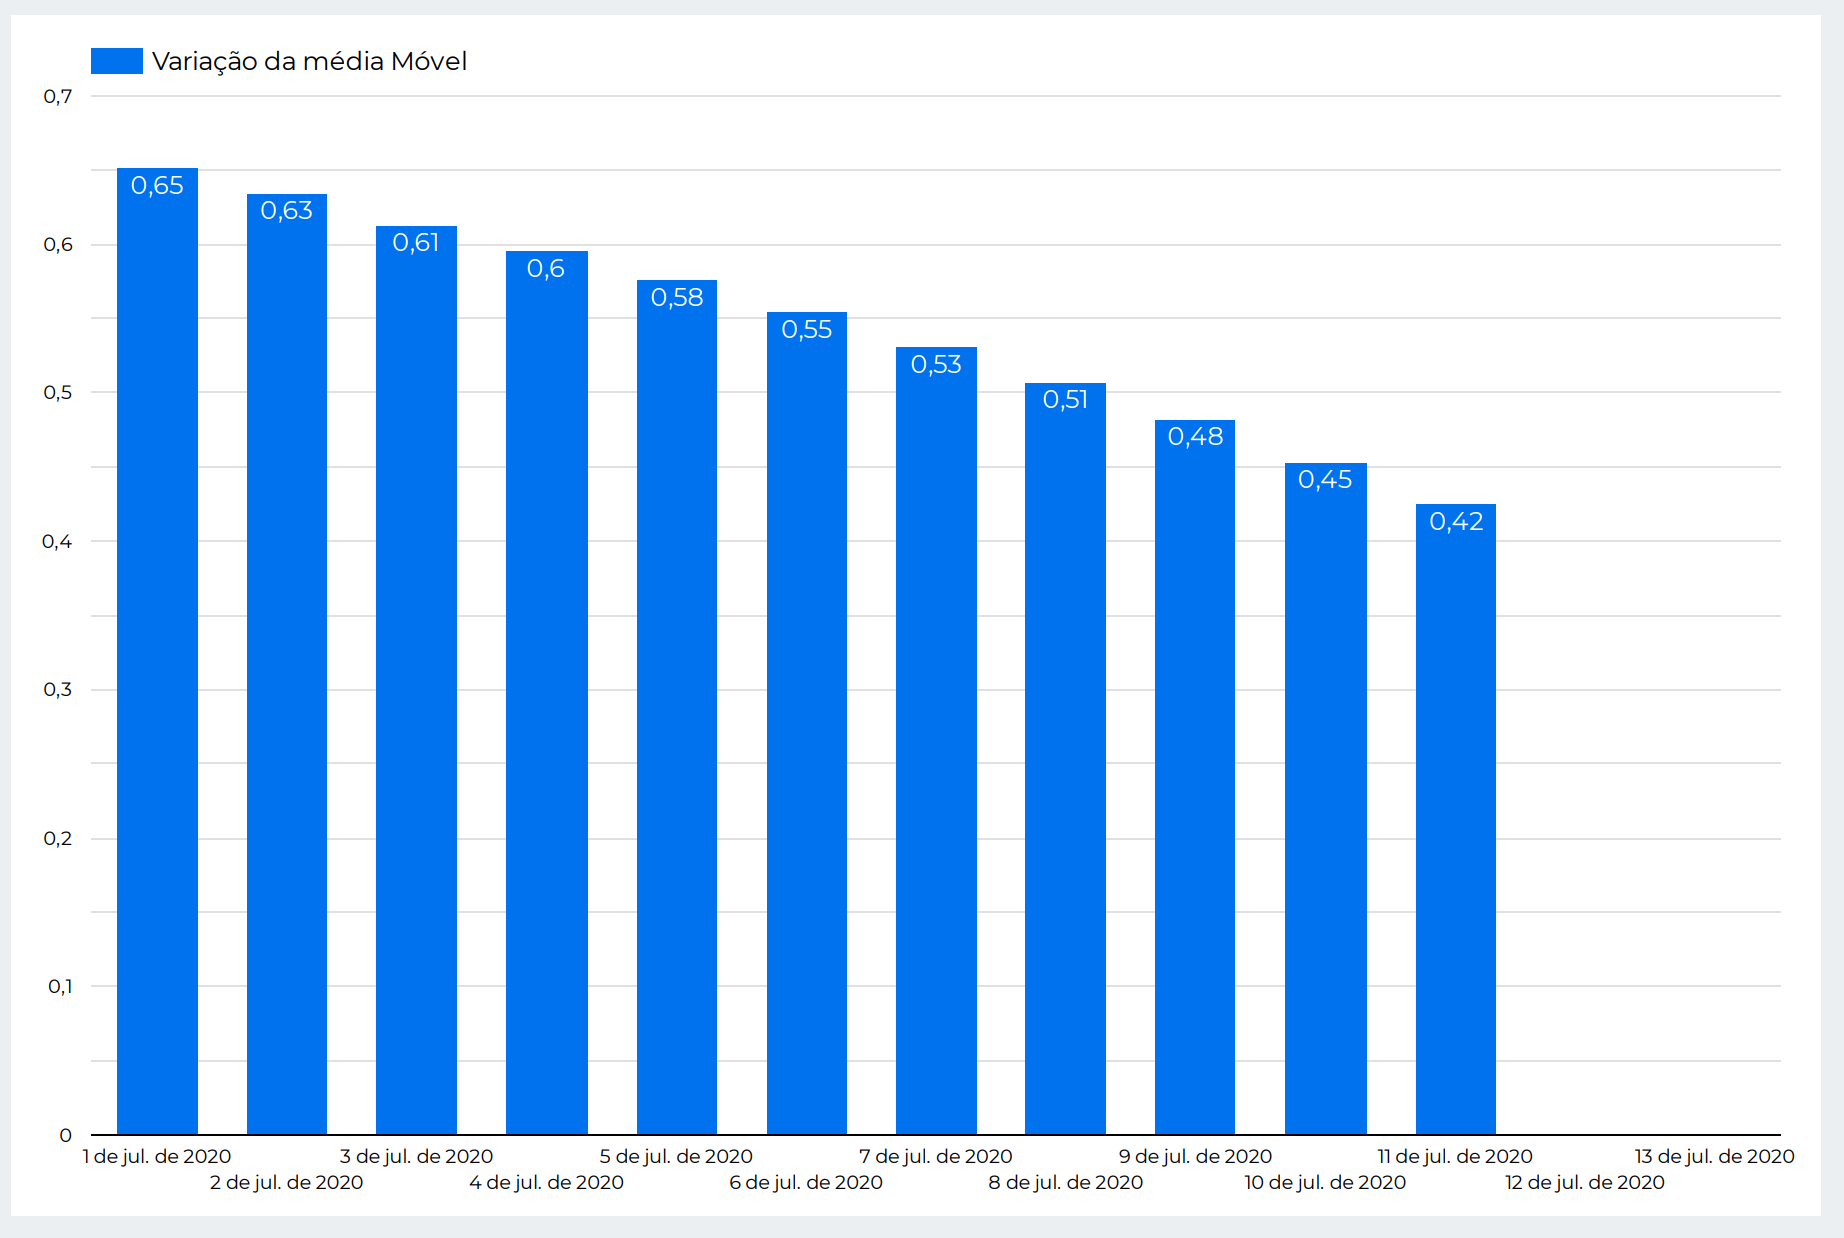 Variação da média Móvel
0,7
0,6
0,5
0,4
0,3
0,2
0,1
0
0,65
0,63
0,61
0,6
0,58
0,55
0,53
0,51
0,48
0,45
0,42
1 de jul. de 2020
2 de jul. de 2020
3 de jul. de 2020
4 de jul. de 2020
5 de jul. de 2020
6 de jul. de 2020
7 de jul. de 2020
8 de jul. de 2020
9 de jul. de 2020
10 de jul. de 2020
11 de jul. de 2020
12 de jul. de 2020
13 de jul. de 2020